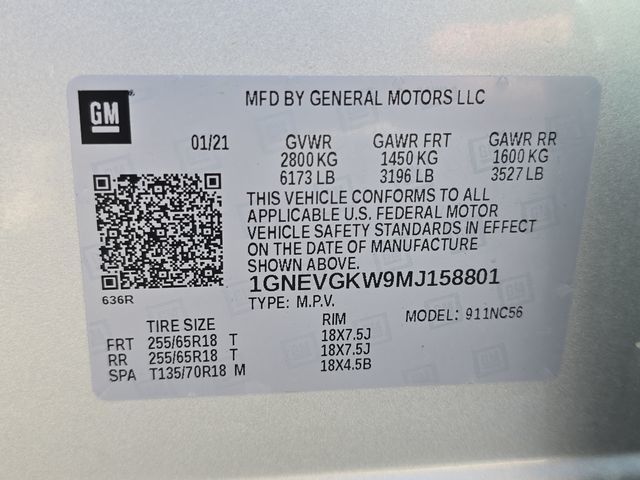 GM
MFD BY GENERAL MOTORS LLC
01/21 GVWR GAWR FRT GAWR RR
2800 KG 1450 KG 1600 KG
6173 LB 3196 LB 3527 LB
THIS VEHICLE CONFORMS TO ALL
APPLICABLE U.S. FEDERAL MOTOR
VEHICLE SAFETY STANDARDS IN EFFECT
ON THE DATE OF MANUFACTURE
SHOWN ABOVE.
1GNEVGKW9MJ158801
636R
TYPE: M.P.V.
MODEL: 911NC56
TIRE SIZE RIM
FRT 255/65R18 T 18X7.5J
RR 255/65R18 T 18X7.5J
SPA T135/70R18 M 18X4.5B